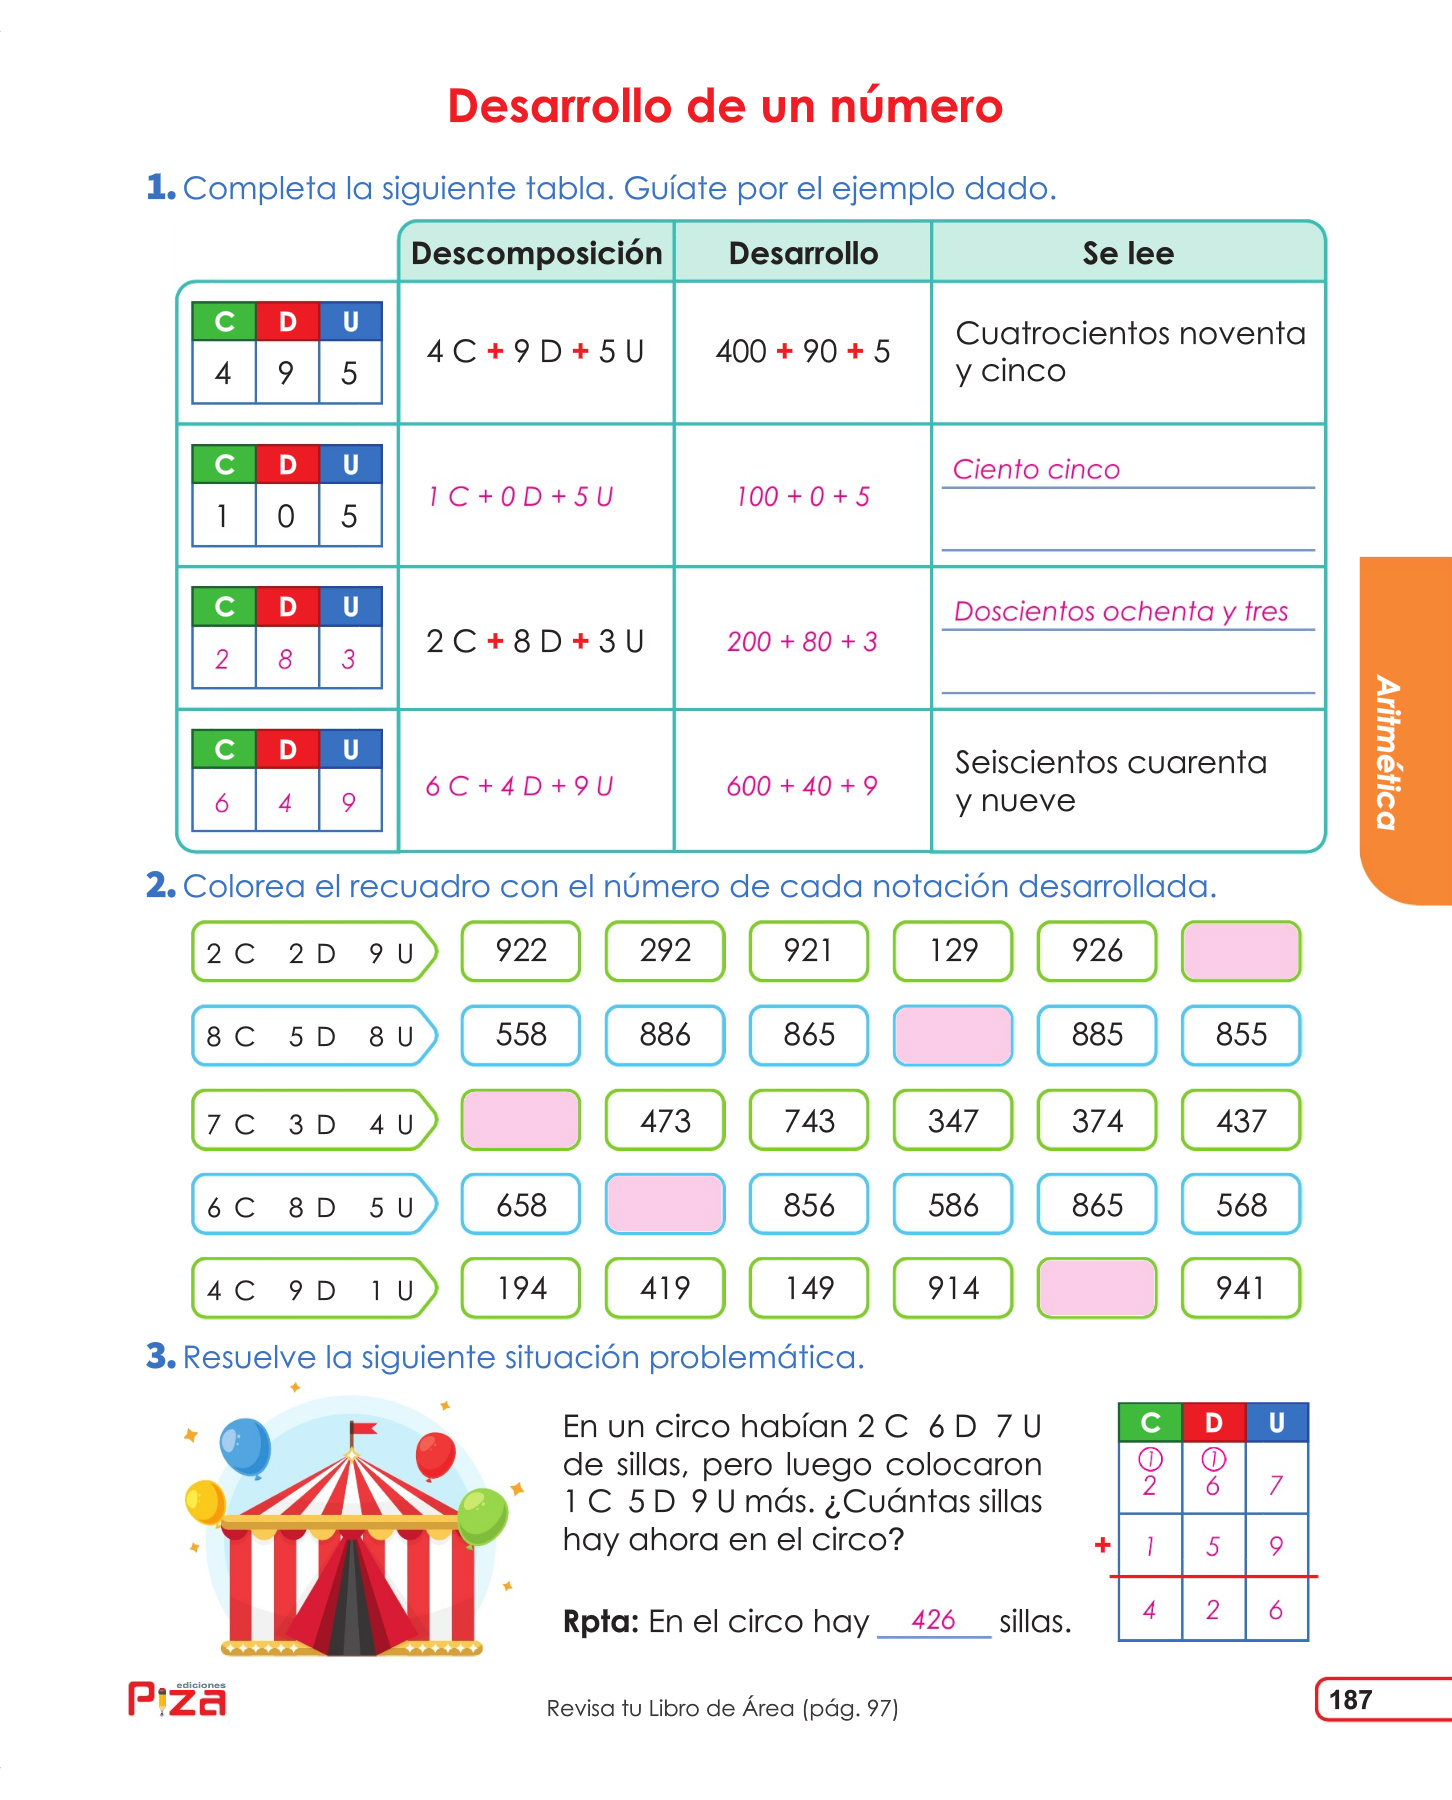 Desarrollo de un número
1. Completa la siguiente tabla. Guíate por el ejemplo dado.
Descomposición Desarrollo Se lee
C D U
4 9 5
4 C + 9 D + 5 U
400 + 90 + 5
Cuatrocientos noventa
y cinco
C D U
1 0 5
1 C + 0 D + 5 U
100 + 0 + 5
Ciento cinco
C D U
2 8 3
2 C + 8 D + 3 U
200 + 80 + 3
Doscientos ochenta y tres
C D U
6 4 9
6 C + 4 D + 9 U
600 + 40 + 9
Seiscientos cuarenta
y nueve
Aritmética
2. Colorea el recuadro con el número de cada notación desarrollada.
2 C 2 D 9 U 922 292 921 129 926
8 C 5 D 8 U 558 886 865 885 855
7 C 3 D 4 U 473 743 347 374 437
6 C 8 D 5 U 658 856 586 865 568
4 C 9 D 1 U 194 419 149 914 941
3. Resuelve la siguiente situación problemática.
En un circo habían 2 C 6 D 7 U
de sillas, pero luego colocaron
1 C 5 D 9 U más. ¿Cuántas sillas
hay ahora en el circo?
Rpta: En el circo hay 426 sillas.
C D U
1 1
2 6 7
+ 1 5 9
4 2 6
ediciones
Piza
Revisa tu Libro de Área (pág. 97)
187